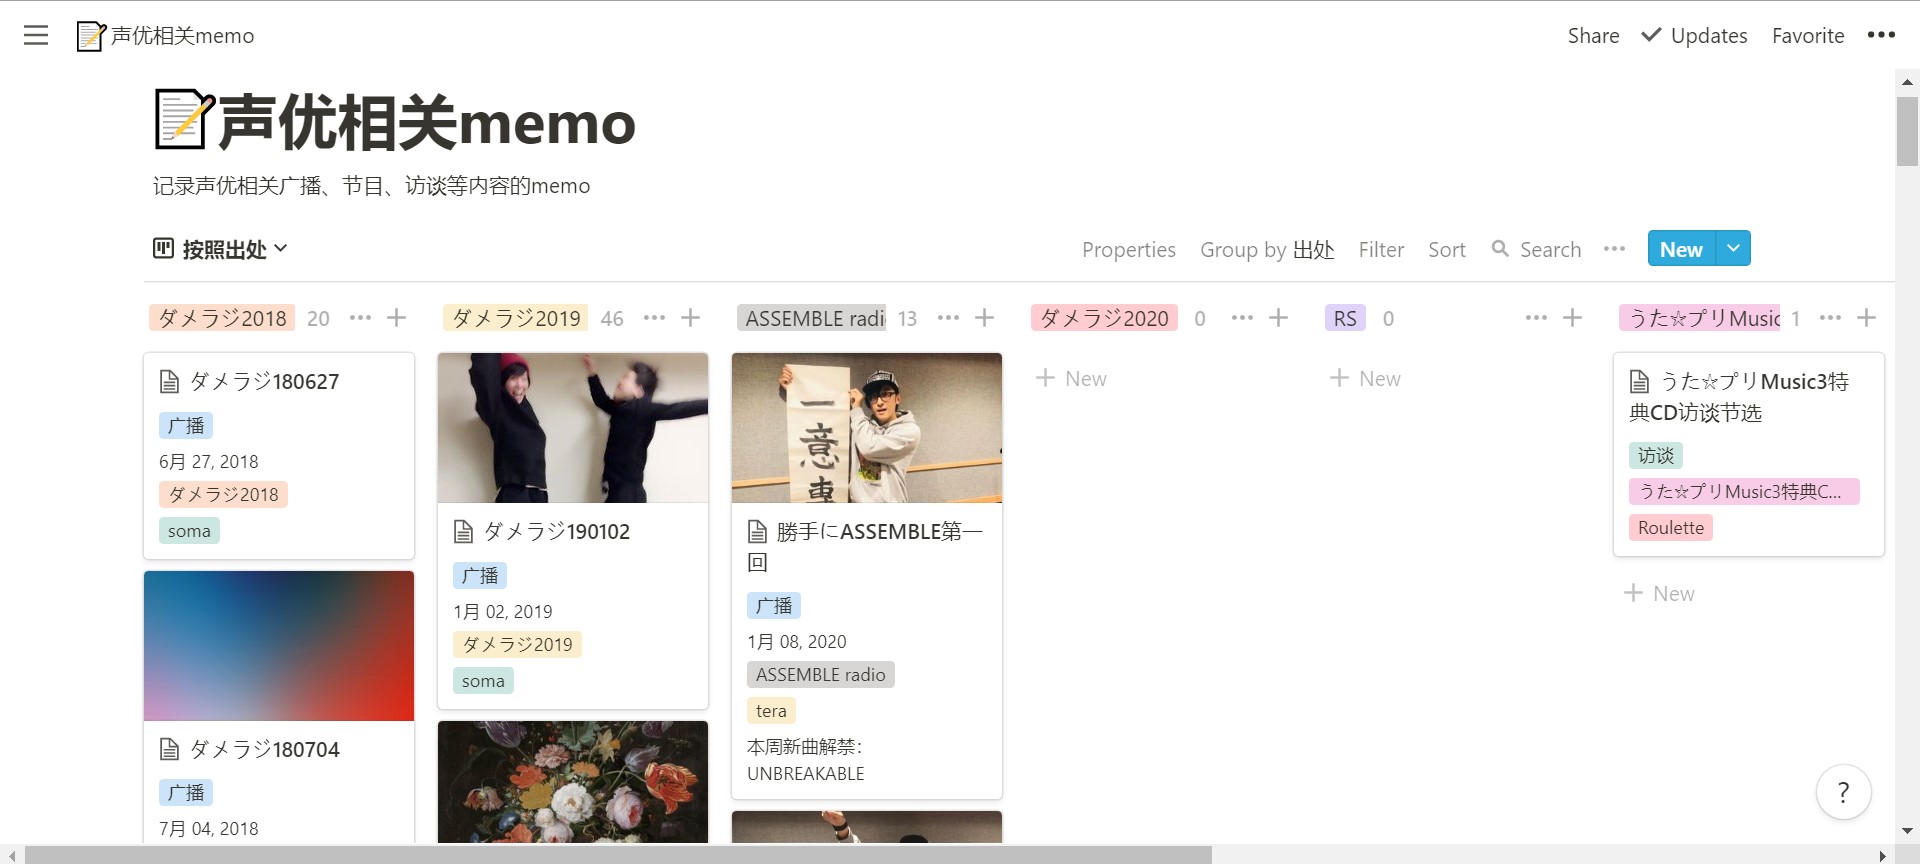 声优相关memo
Share
Updates
Favorite
声优相关memo
记录声优相关广播、节目、访谈等内容的memo
按照出处
Properties
Group by 出处
Filter
Sort
Search
New
ダメラジ2018 20
ダメラジ2019 46
ASSEMBLE radi 13
ダメラジ2020 0
RS 0
うた☆プリMusic 1
ダメラジ180627
广播
6月 27, 2018
ダメラジ2018
soma
ダメラジ180704
广播
7月 04, 2018
ダメラジ190102
广播
1月 02, 2019
ダメラジ2019
soma
一
意
専
勝手にASSEMBLE第一
回
广播
1月 08, 2020
ASSEMBLE radio
tera
本周新曲解禁：
UNBREAKABLE
New
New
うた☆プリMusic3特
典CD访谈节选
访谈
うた☆プリMusic3特典C...
Roulette
New
?